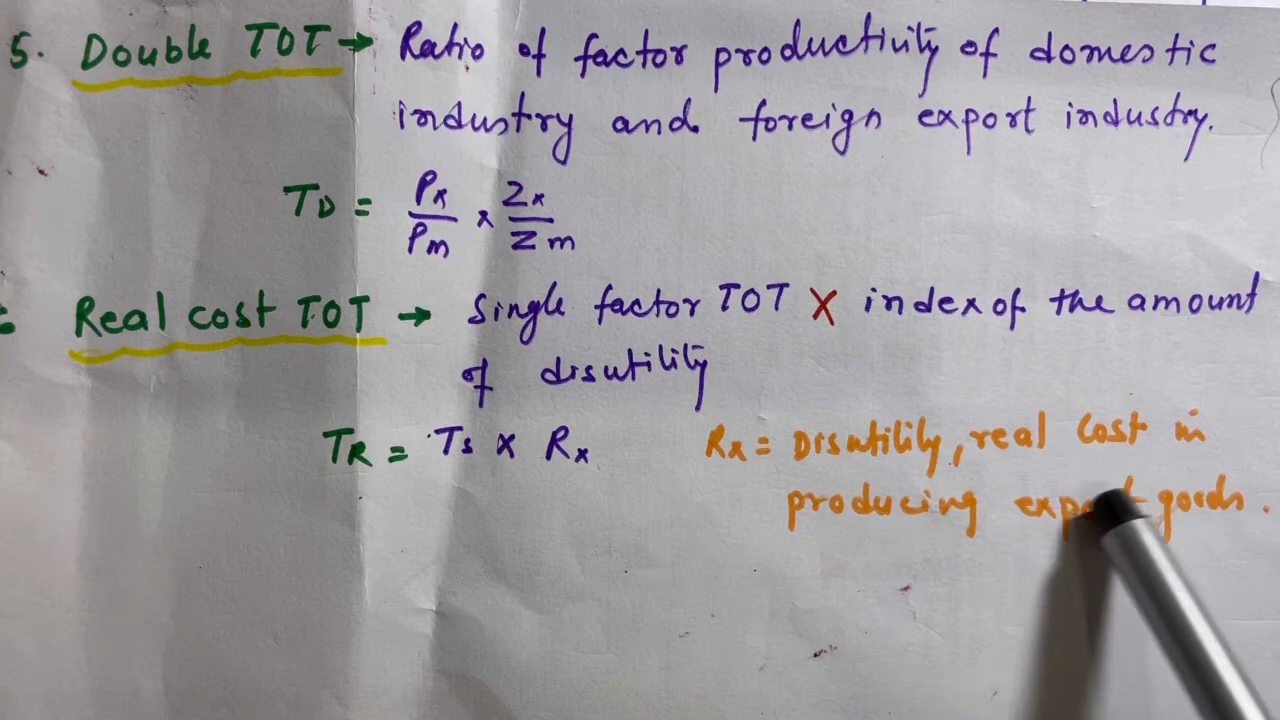 5. Double TOT → Ratio of factor productivity of domestic
industry and foreign export industry.
TD = Px/Pm x Zx/Zm
Real cost TOT → Single factor TOT X index of the amount
of disutility
TR = Ts x Rx
Rx = Disutility, real cost in
producing export goods.